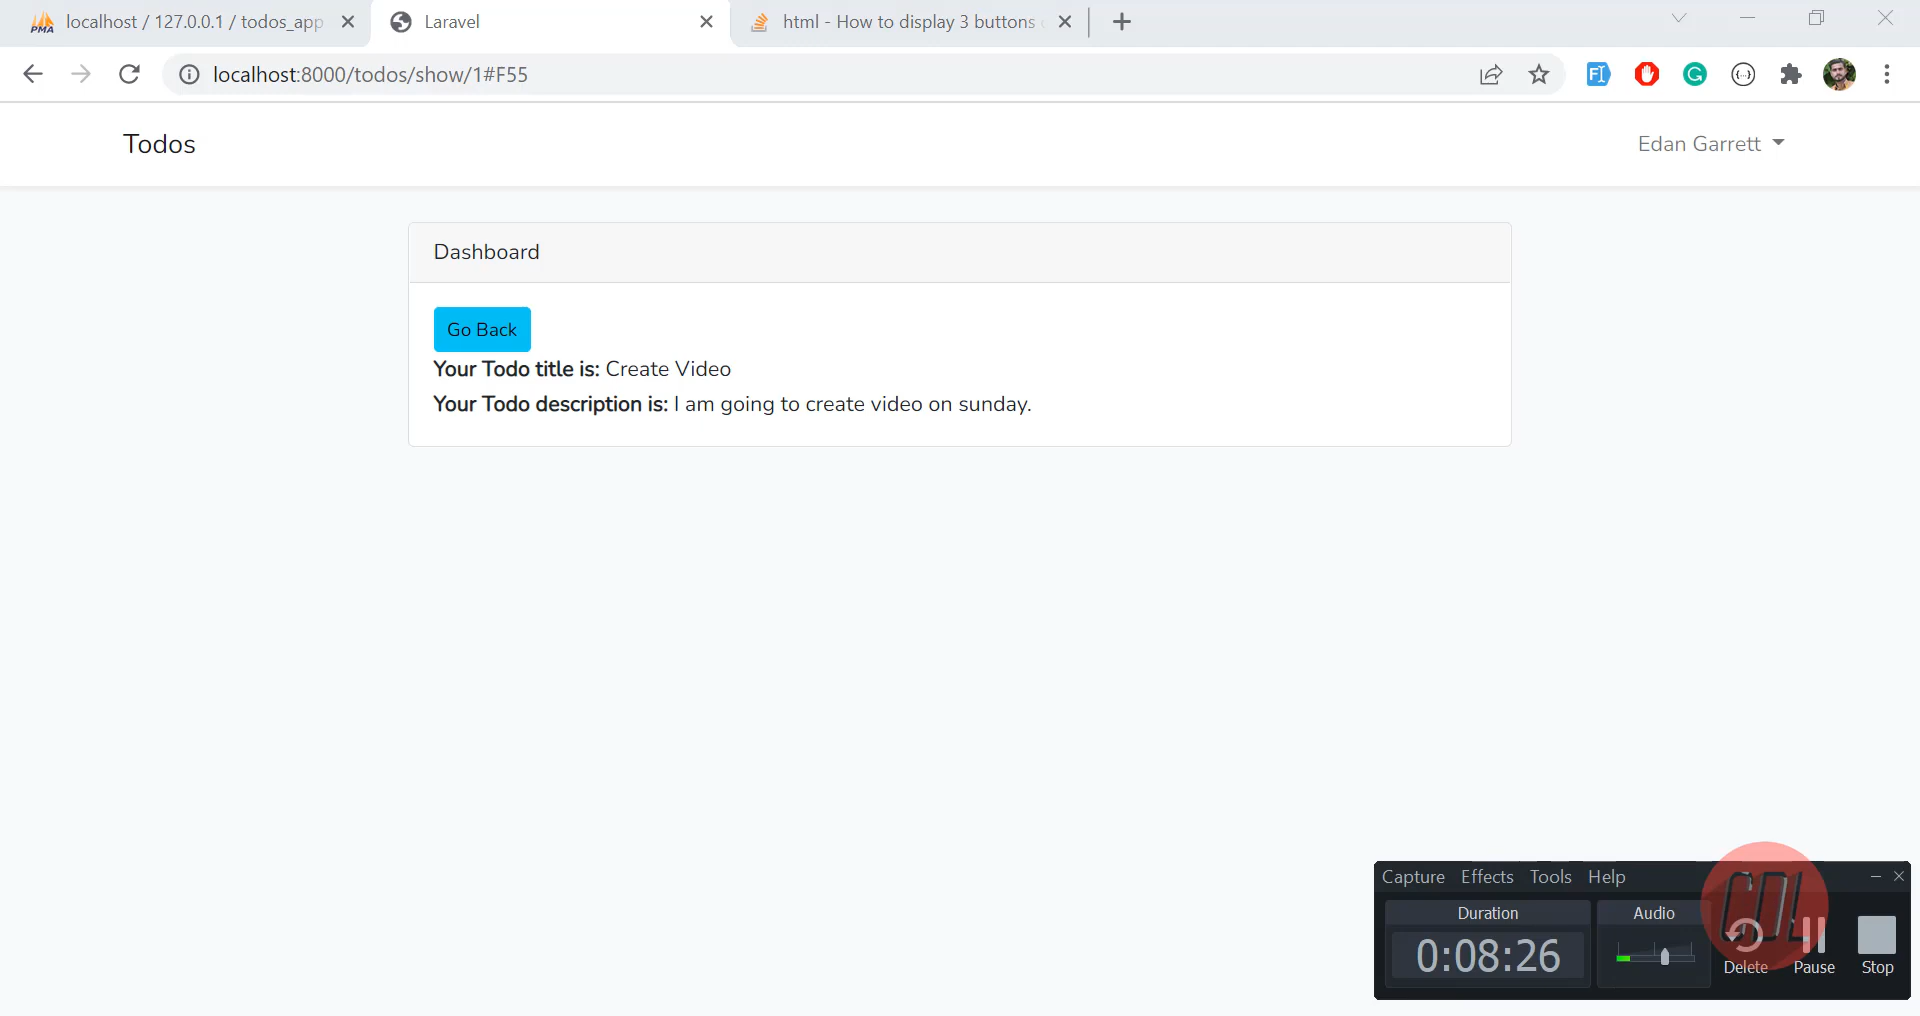 localhost / 127.0.0.1 / todos_app
Laravel
html - How to display 3 buttons
localhost:8000/todos/show/1#F55
Todos
Edan Garrett
Dashboard
Go Back
Your Todo title is: Create Video
Your Todo description is: I am going to create video on sunday.
Capture Effects Tools Help
Duration
Audio
0:08:26
Delete
Pause
Stop